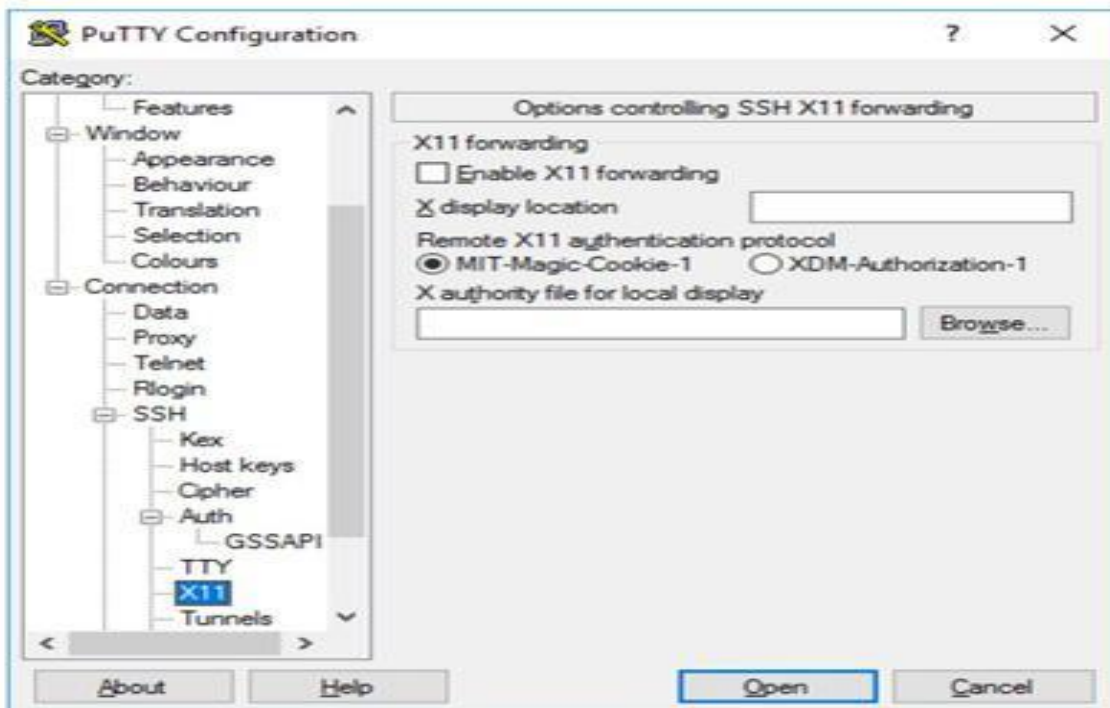 PuTTY Configuration
?
Category:
Features
Window
Appearance
Behaviour
Translation
Selection
Colours
Connection
Data
Proxy
Telnet
Rlogin
SSH
Kex
Host keys
Cipher
Auth
GSSAPI
TTY
X11
Tunnels
Options controlling SSH X11 forwarding
X11 forwarding
Enable X11 forwarding
X display location
Remote X11 authentication protocol
MIT-Magic-Cookie-1 XDM-Authorization-1
X authority file for local display
Browse...
About Help Open Cancel